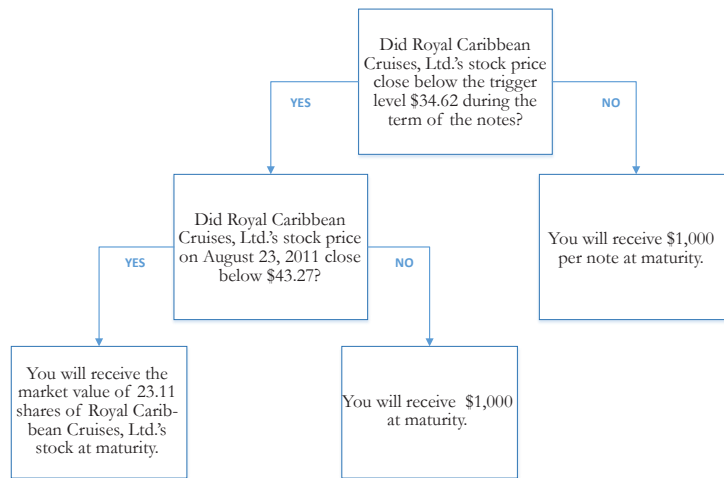 Did Royal Caribbean
Cruises, Ltd.'s stock price
close below the trigger
level $34.62 during the
term of the notes?
YES
NO
Did Royal Caribbean
Cruises, Ltd.'s stock price
on August 23, 2011 close
below $43.27?
You will receive $1,000
per note at maturity.
YES
NO
You will receive the
market value of 23.11
shares of Royal Carib-
bean Cruises, Ltd.'s
stock at maturity.
You will receive $1,000
at maturity.